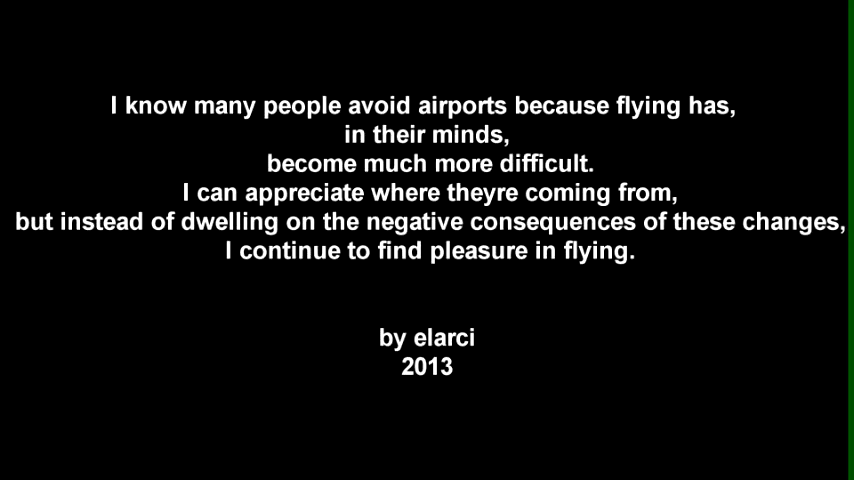 I know many people avoid airports because flying has,
in their minds,
become much more difficult.
I can appreciate where theyre coming from,
but instead of dwelling on the negative consequences of these changes,
I continue to find pleasure in flying.
by elarci
2013